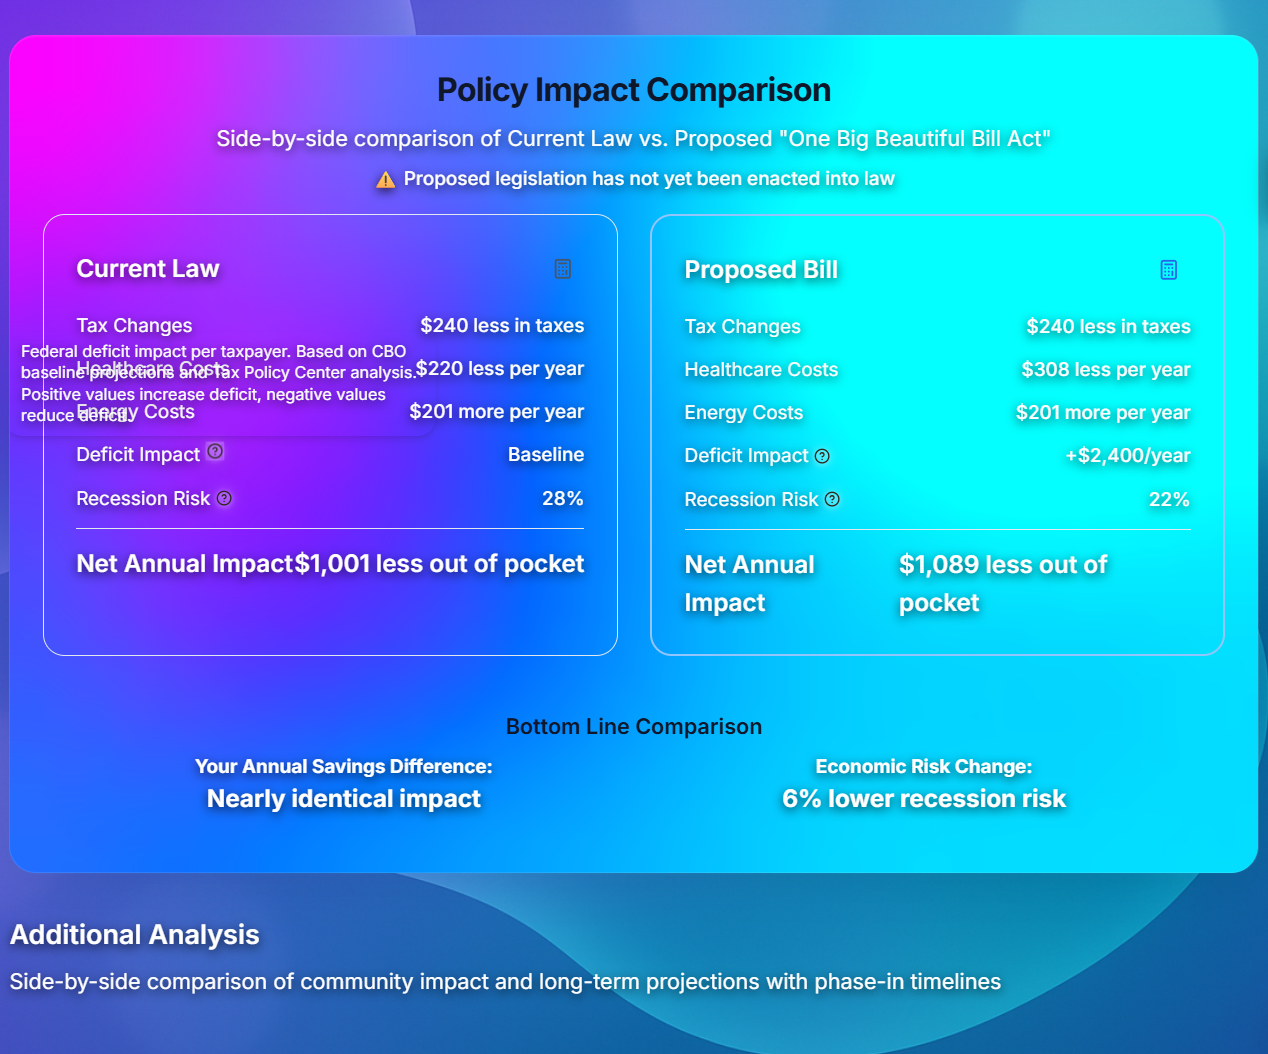 Policy Impact Comparison
Side-by-side comparison of Current Law vs. Proposed "One Big Beautiful Bill Act"
⚠ Proposed legislation has not yet been enacted into law
Current Law
Tax Changes $240 less in taxes
Federal deficit impact per taxpayer. Based on CBO
Healthcare Costs $220 less per year
baseline projections and Tax Policy Center analysis.
Positive values increase deficit, negative values
Energy Costs $201 more per year
reduce deficit.
Deficit Impact Baseline
Recession Risk 28%
Net Annual Impact $1,001 less out of pocket
Proposed Bill
Tax Changes $240 less in taxes
Healthcare Costs $308 less per year
Energy Costs $201 more per year
Deficit Impact +$2,400/year
Recession Risk 22%
Net Annual Impact
$1,089 less out of pocket
Bottom Line Comparison
Your Annual Savings Difference:
Nearly identical impact
Economic Risk Change:
6% lower recession risk
Additional Analysis
Side-by-side comparison of community impact and long-term projections with phase-in timelines